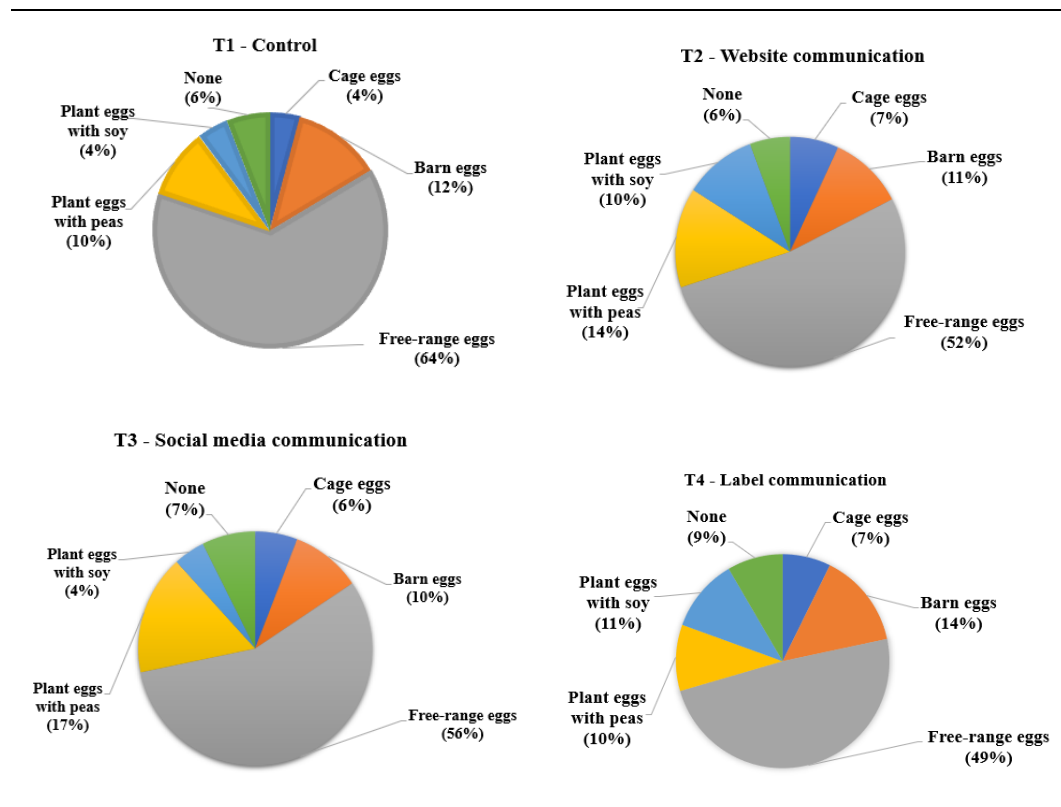 T1 - Control
None
(6%)
Cage eggs
(4%)
Plant eggs
with soy
(4%)
Barn eggs
(12%)
Plant eggs
with peas
(10%)
Free-range eggs
(64%)
T2 - Website communication
None
(6%)
Cage eggs
(7%)
Plant eggs
with soy
(10%)
Barn eggs
(11%)
Plant eggs
with peas
(14%)
Free-range eggs
(52%)
T3 - Social media communication
None
(7%)
Cage eggs
(6%)
Plant eggs
with soy
(4%)
Barn eggs
(10%)
Plant eggs
with peas
(17%)
Free-range eggs
(56%)
T4 - Label communication
None
(9%)
Cage eggs
(7%)
Plant eggs
with soy
(11%)
Barn eggs
(14%)
Plant eggs
with peas
(10%)
Free-range eggs
(49%)